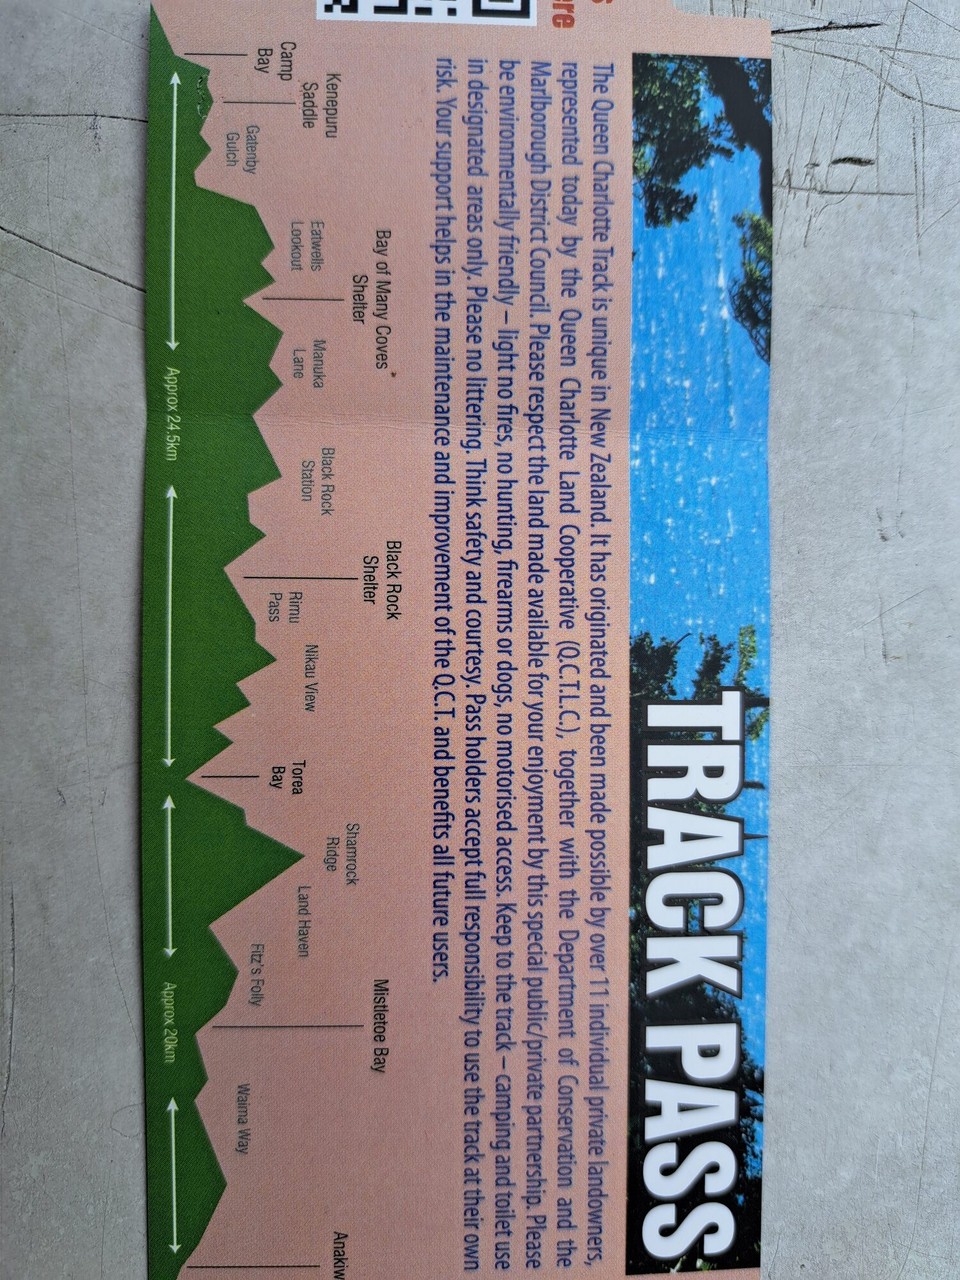 TRACK PASS
The Queen Charlotte Track is unique in New Zealand. It has originated and been made possible by over 11 individual private landowners,
represented today by the Queen Charlotte Land Cooperative (Q.C.T.L.C.), together with the Department of Conservation and the
Marlborough District Council. Please respect the land made available for your enjoyment by this special public/private partnership. Please
be environmentally friendly – light no fires, no hunting, firearms or dogs, no motorised access. Keep to the track – camping and toilet use
in designated areas only. Please no littering. Think safety and courtesy. Pass holders accept full responsibility to use the track at their own
risk. Your support helps in the maintenance and improvement of the Q.C.T. and benefits all future users.
Camp
Bay
Kenepuru
Saddle
Gatenby
Gulch
Eatwells
Lookout
Bay of Many Coves
Shelter
Manuka
Lane
Black Rock
Station
Black Rock
Shelter
Rimu
Pass
Nikau View
Torea
Bay
Shamrock
Ridge
Land Haven
Fitz's Folly
Mistletoe Bay
Waima Way
Anakiw
Approx 24.5km
Approx 20km